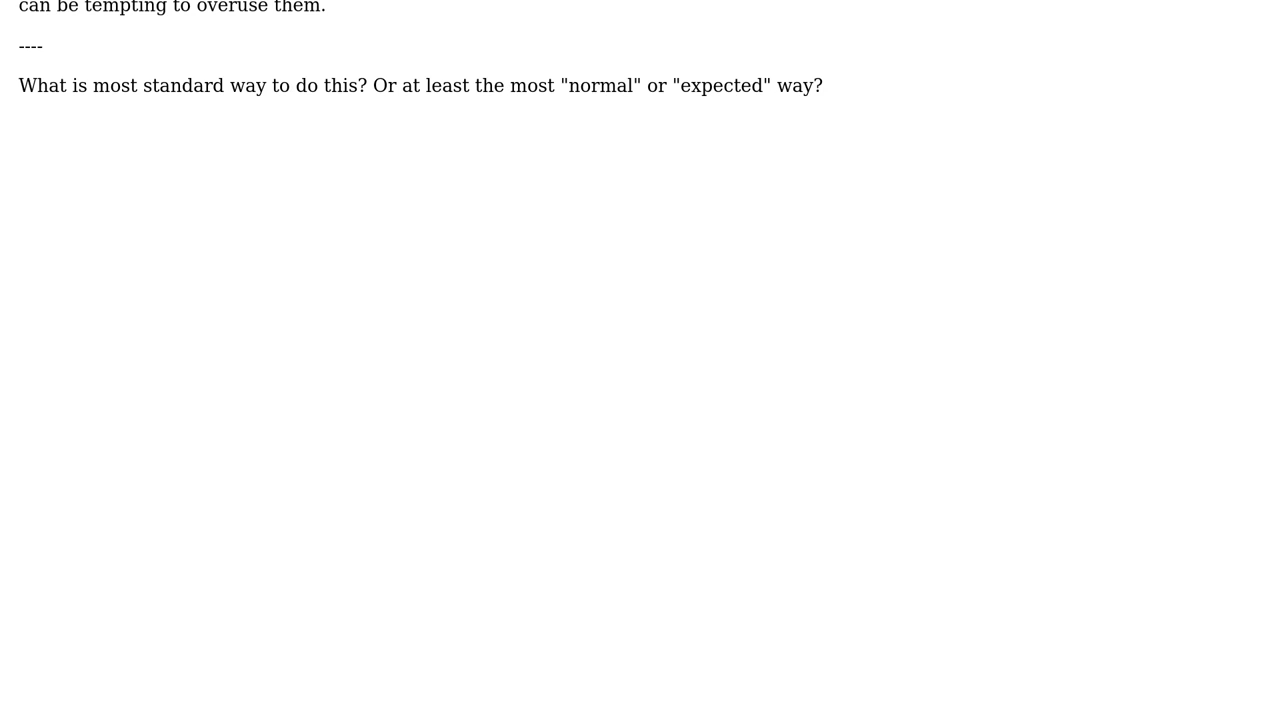 can be tempting to overuse them.
----
What is most standard way to do this? Or at least the most "normal" or "expected" way?